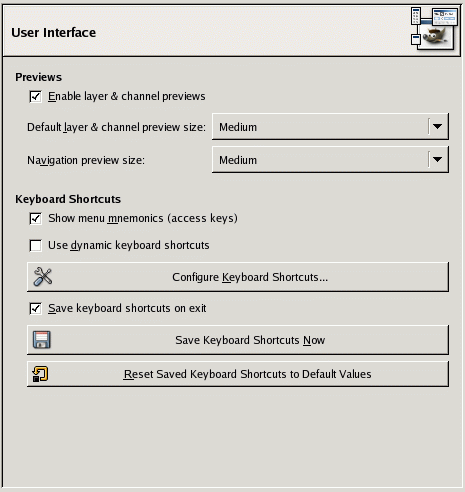 User Interface
Previews
Enable layer & channel previews
Default layer & channel preview size: Medium
Navigation preview size: Medium
Keyboard Shortcuts
Show menu mnemonics (access keys)
Use dynamic keyboard shortcuts
Configure Keyboard Shortcuts...
Save keyboard shortcuts on exit
Save Keyboard Shortcuts Now
Reset Saved Keyboard Shortcuts to Default Values